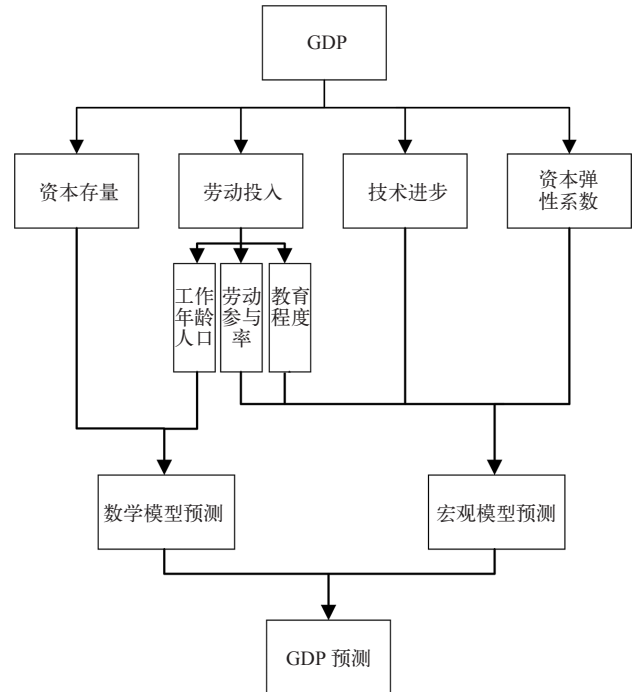 GDP
资本存量
劳动投入
技术进步
资本弹
性系数
工作
年龄
人口
劳动
参与
率
教育
程度
数学模型预测
宏观模型预测
GDP 预测